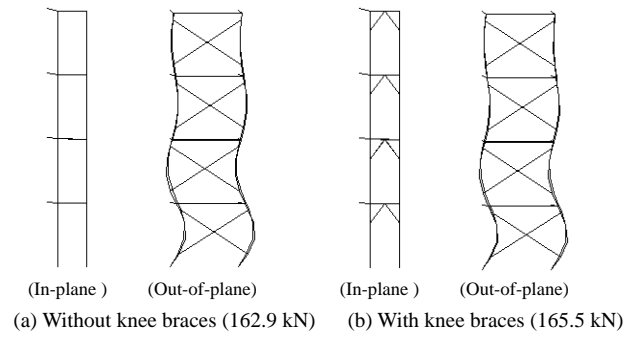 (In-plane ) (Out-of-plane) (In-plane ) (Out-of-plane)
(a) Without knee braces (162.9 kN) (b) With knee braces (165.5 kN)